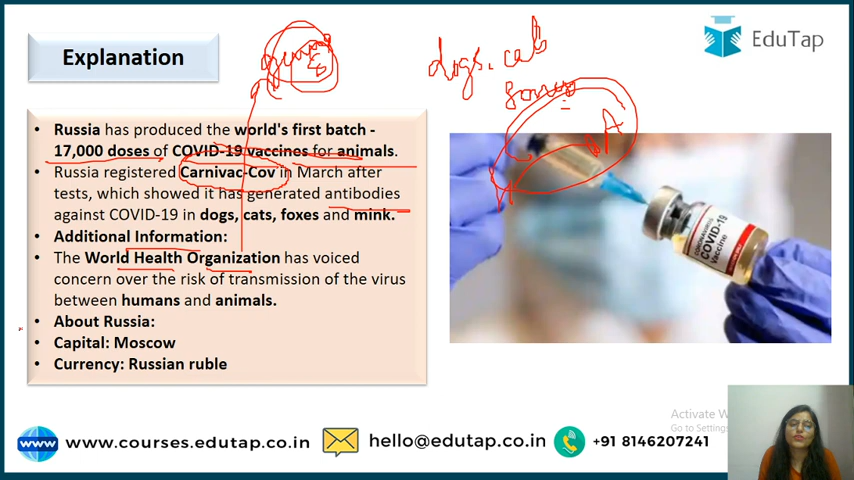 Explanation
dogs. cats
EduTap
Russia has produced the world's first batch -
17,000 doses of COVID-19 vaccines for animals.
Russia registered Carnivac-Cov in March after
tests, which showed it has generated antibodies
against COVID-19 in dogs, cats, foxes and mink.
Additional Information:
The World Health Organization has voiced
concern over the risk of transmission of the virus
between humans and animals.
About Russia:
Capital: Moscow
Currency: Russian ruble
A
CORONAVIRUS
COVID-19
Vaccine
Activate W
Go to Settings
www.courses.edutap.co.in
hello@edutap.co.in
+91 8146207241